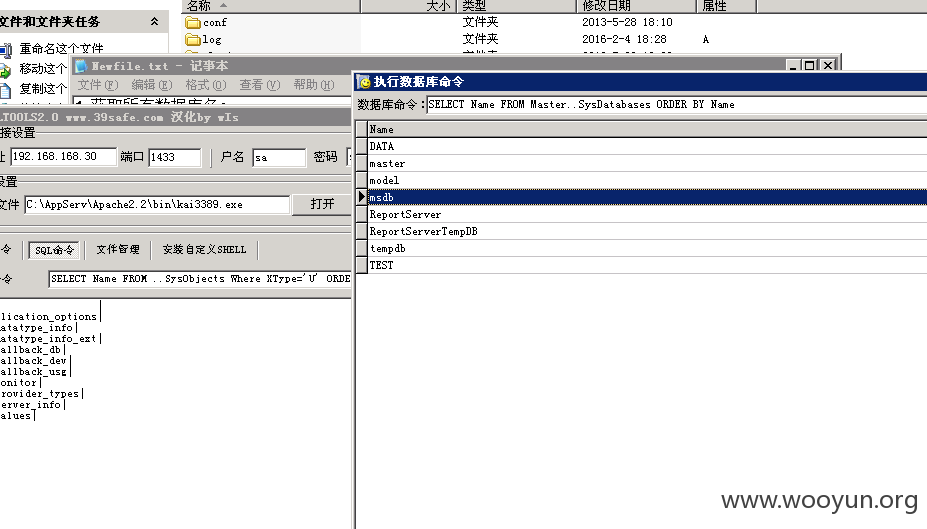 名称 大小 类型 修改日期 属性
文件和文件夹任务
conf 文件夹 2013-5-28 18:10
log 文件夹 2016-2-4 18:28 A
重命名这个文件
移动这个
复制这个
Newfile.txt - 记事本
文件(F) 编辑(E) 格式(O) 查看(V) 帮助(H)
获取所有数据库名:
LTOOLS2.0 www.39safe.com 汉化by wIs
接设置
址 192.168.168.30 端口 1433 户名 sa 密码
设置
文件 C:\AppServ\Apache2.2\bin\kai3389.exe 打开
令 SQL命令 文件管理 安装自定义SHELL
令 SELECT Name FROM ..SysObjects Where XType='U' ORDE
lication_options|
atatype_info|
atatype_info_ext|
allback_db|
allback_dev|
allback_usg|
onitor|
rovider_types|
erver_info|
alues|
执行数据库命令
数据库命令: SELECT Name FROM Master..SysDatabases ORDER BY Name
Name
DATA
master
model
msdb
ReportServer
ReportServerTempDB
tempdb
TEST
www.wooyun.org